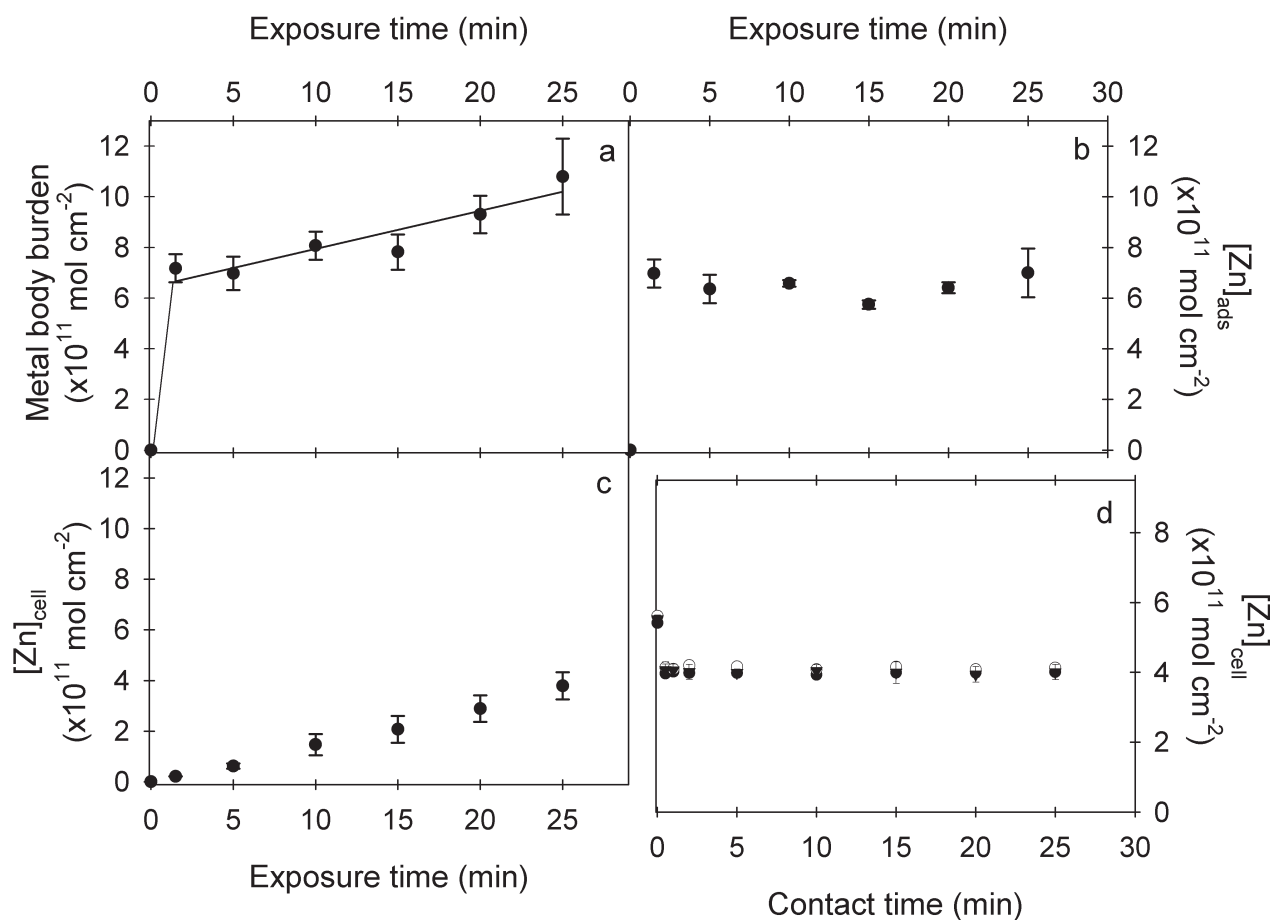 Exposure time (min)
Exposure time (min)
0 5 10 15 20 25
0 5 10 15 20 25 30
Metal body burden
(x10¹¹ mol cm⁻²)
12
10
8
6
4
2
0
a
b
12
10
8
6
4
2
0
[Zn]ads
(x10¹¹ mol cm⁻²)
[Zn]cell
(x10¹¹ mol cm⁻²)
12
10
8
6
4
2
0
c
0 5 10 15 20 25
Exposure time (min)
d
8
6
4
2
0
[Zn]cell
(x10¹¹ mol cm⁻²)
0 5 10 15 20 25 30
Contact time (min)